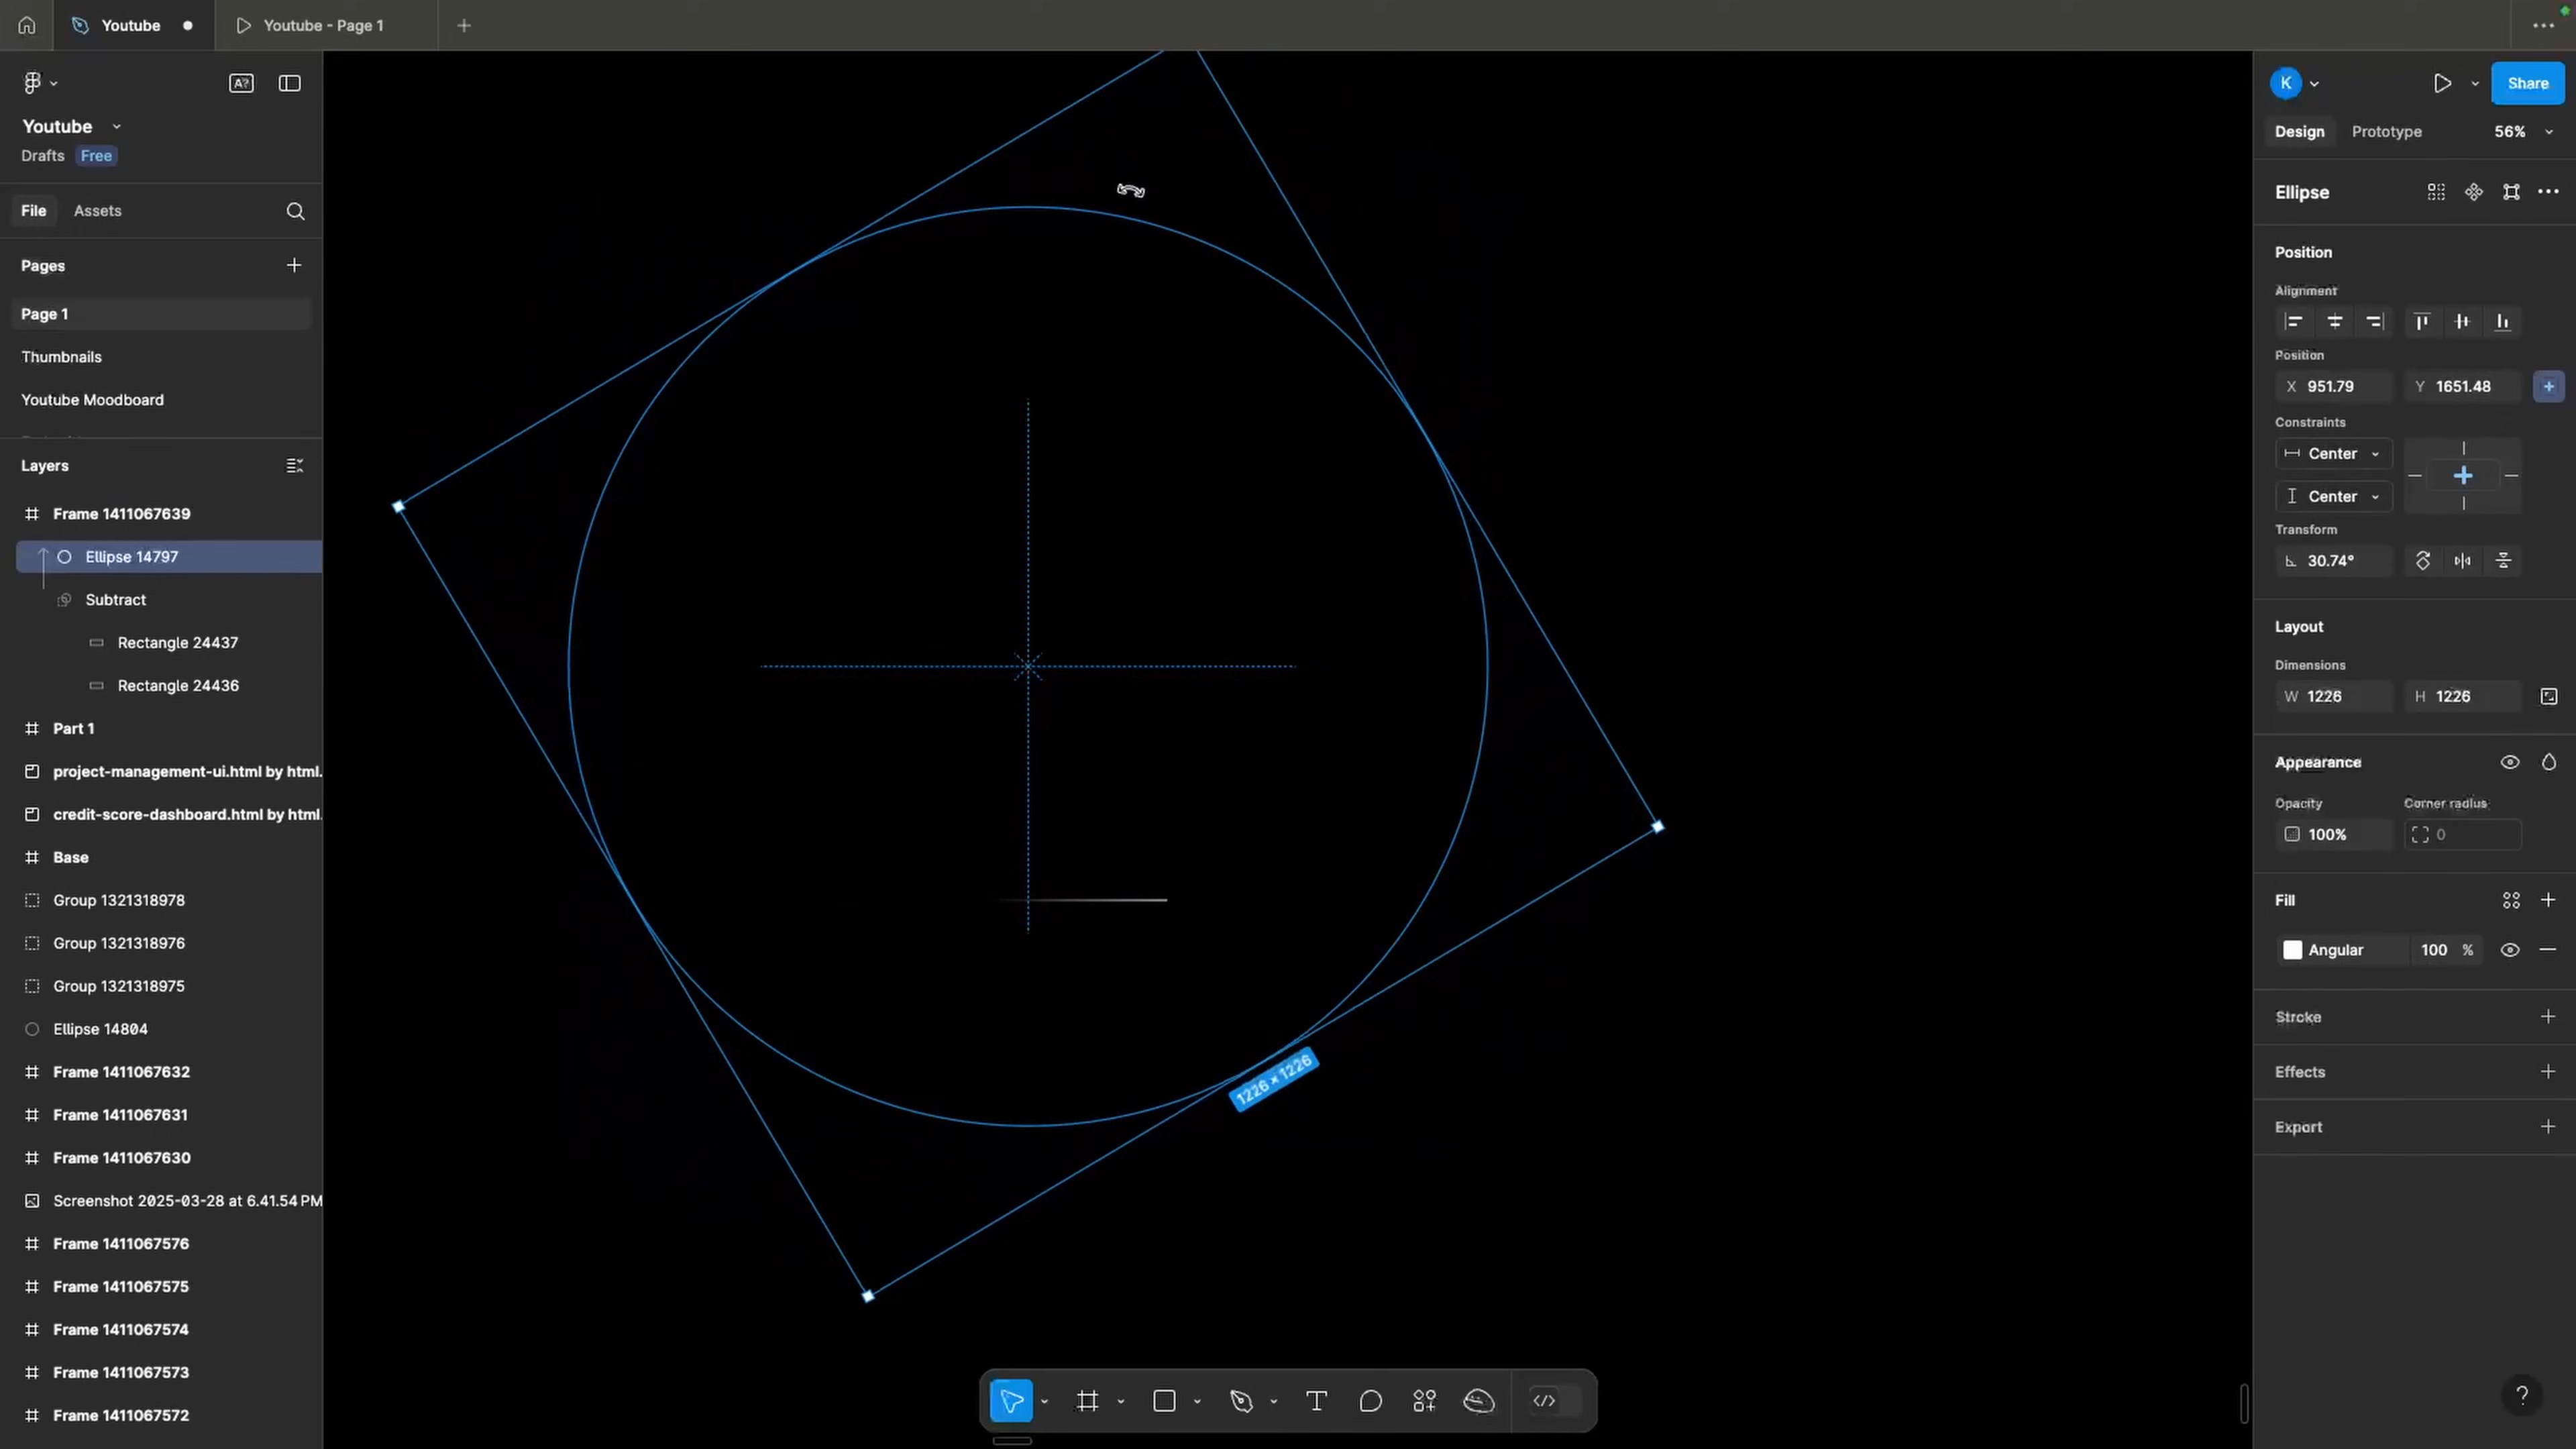 Youtube
Youtube - Page 1
A?
Youtube
Drafts Free
File Assets
Pages
Page 1
Thumbnails
Youtube Moodboard
Layers
Frame 1411067639
Ellipse 14797
Subtract
Rectangle 24437
Rectangle 24436
Part 1
project-management-ui.html by html.
credit-score-dashboard.html by html.
Base
Group 1321318978
Group 1321318976
Group 1321318975
Ellipse 14804
Frame 1411067632
Frame 1411067631
Frame 1411067630
Screenshot 2025-03-28 at 6.41.54 PM
Frame 1411067576
Frame 1411067575
Frame 1411067574
Frame 1411067573
Frame 1411067572
1226 × 1226
K
Share
Design Prototype 56%
Ellipse
Position
Alignment
Position
X 951.79 Y 1651.48
Constraints
Center
Center
Transform
30.74°
Layout
Dimensions
W 1226 H 1226
Appearance
Opacity Corner radius
100% 0
Fill
Angular 100 %
Stroke
Effects
Export
?